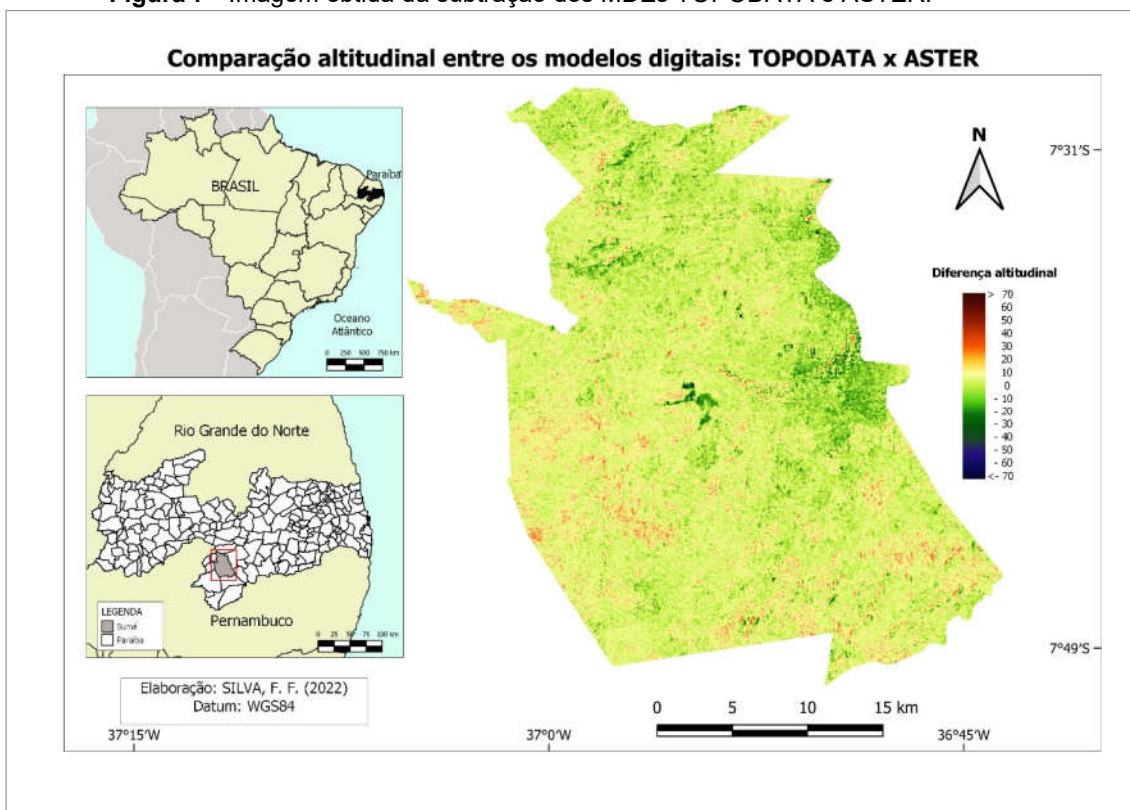 Comparação altitudinal entre os modelos digitais: TOPODATA x ASTER
BRASIL
Paraíba
Oceano
Atlântico
0 250 500 750 km
Rio Grande do Norte
LEGENDA
Sumé
Paraíba
Pernambuco
0 25 50 75 100 km
Elaboração: SILVA, F. F. (2022)
Datum: WGS84
N
7°31'S
Diferença altitudinal
> 70
60
50
40
30
20
10
0
- 10
- 20
- 30
- 40
- 50
- 60
<- 70
7°49'S
0 5 10 15 km
37°15'W
37°0'W
36°45'W